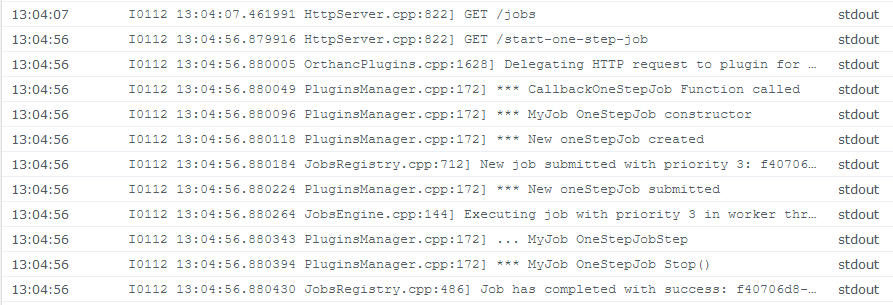 13:04:07 I0112 13:04:07.461991 HttpServer.cpp:822] GET /jobs stdout
13:04:56 I0112 13:04:56.879916 HttpServer.cpp:822] GET /start-one-step-job stdout
13:04:56 I0112 13:04:56.880005 OrthancPlugins.cpp:1628] Delegating HTTP request to plugin for … stdout
13:04:56 I0112 13:04:56.880049 PluginsManager.cpp:172] *** CallbackOneStepJob Function called stdout
13:04:56 I0112 13:04:56.880096 PluginsManager.cpp:172] *** MyJob OneStepJob constructor stdout
13:04:56 I0112 13:04:56.880118 PluginsManager.cpp:172] *** New oneStepJob created stdout
13:04:56 I0112 13:04:56.880184 JobsRegistry.cpp:712] New job submitted with priority 3: f40706… stdout
13:04:56 I0112 13:04:56.880224 PluginsManager.cpp:172] *** New oneStepJob submitted stdout
13:04:56 I0112 13:04:56.880264 JobsEngine.cpp:144] Executing job with priority 3 in worker thr… stdout
13:04:56 I0112 13:04:56.880343 PluginsManager.cpp:172] ... MyJob OneStepJobStep stdout
13:04:56 I0112 13:04:56.880394 PluginsManager.cpp:172] *** MyJob OneStepJob Stop() stdout
13:04:56 I0112 13:04:56.880430 JobsRegistry.cpp:486] Job has completed with success: f40706d8-… stdout